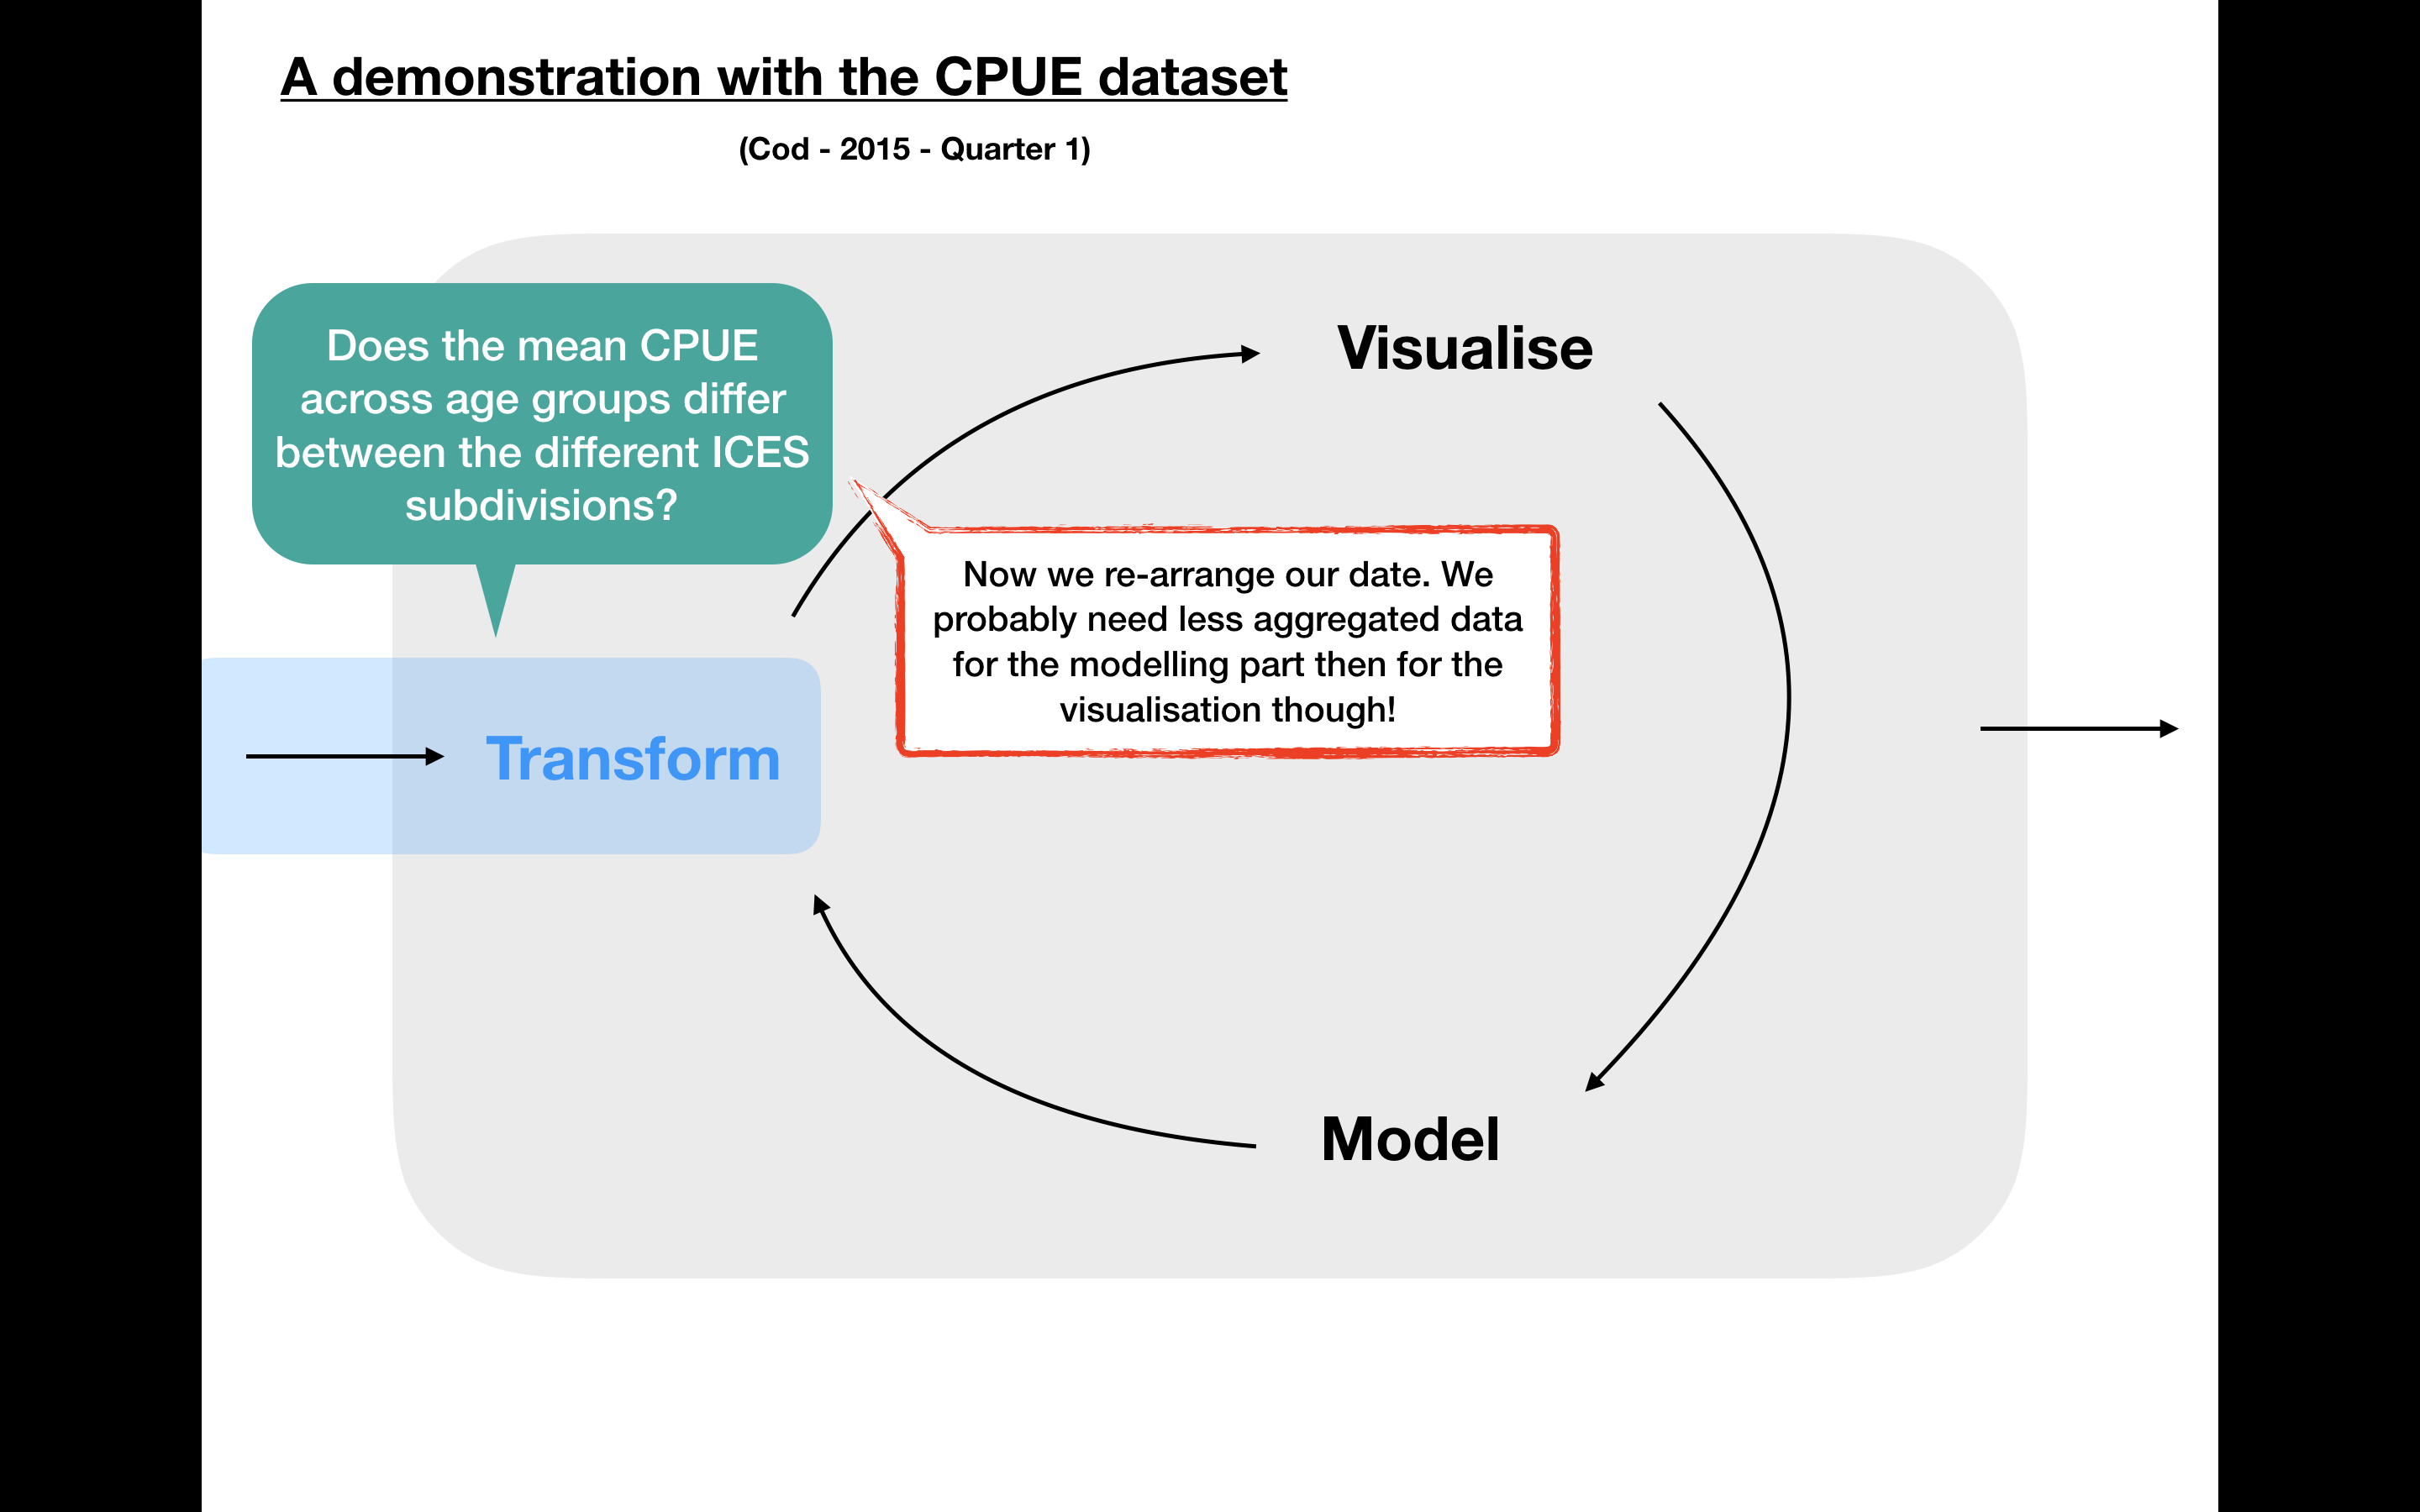 A demonstration with the CPUE dataset
(Cod - 2015 - Quarter 1)
Does the mean CPUE
across age groups differ
between the different ICES
subdivisions?
Visualise
Now we re-arrange our date. We
probably need less aggregated data
for the modelling part then for the
visualisation though!
Transform
Model